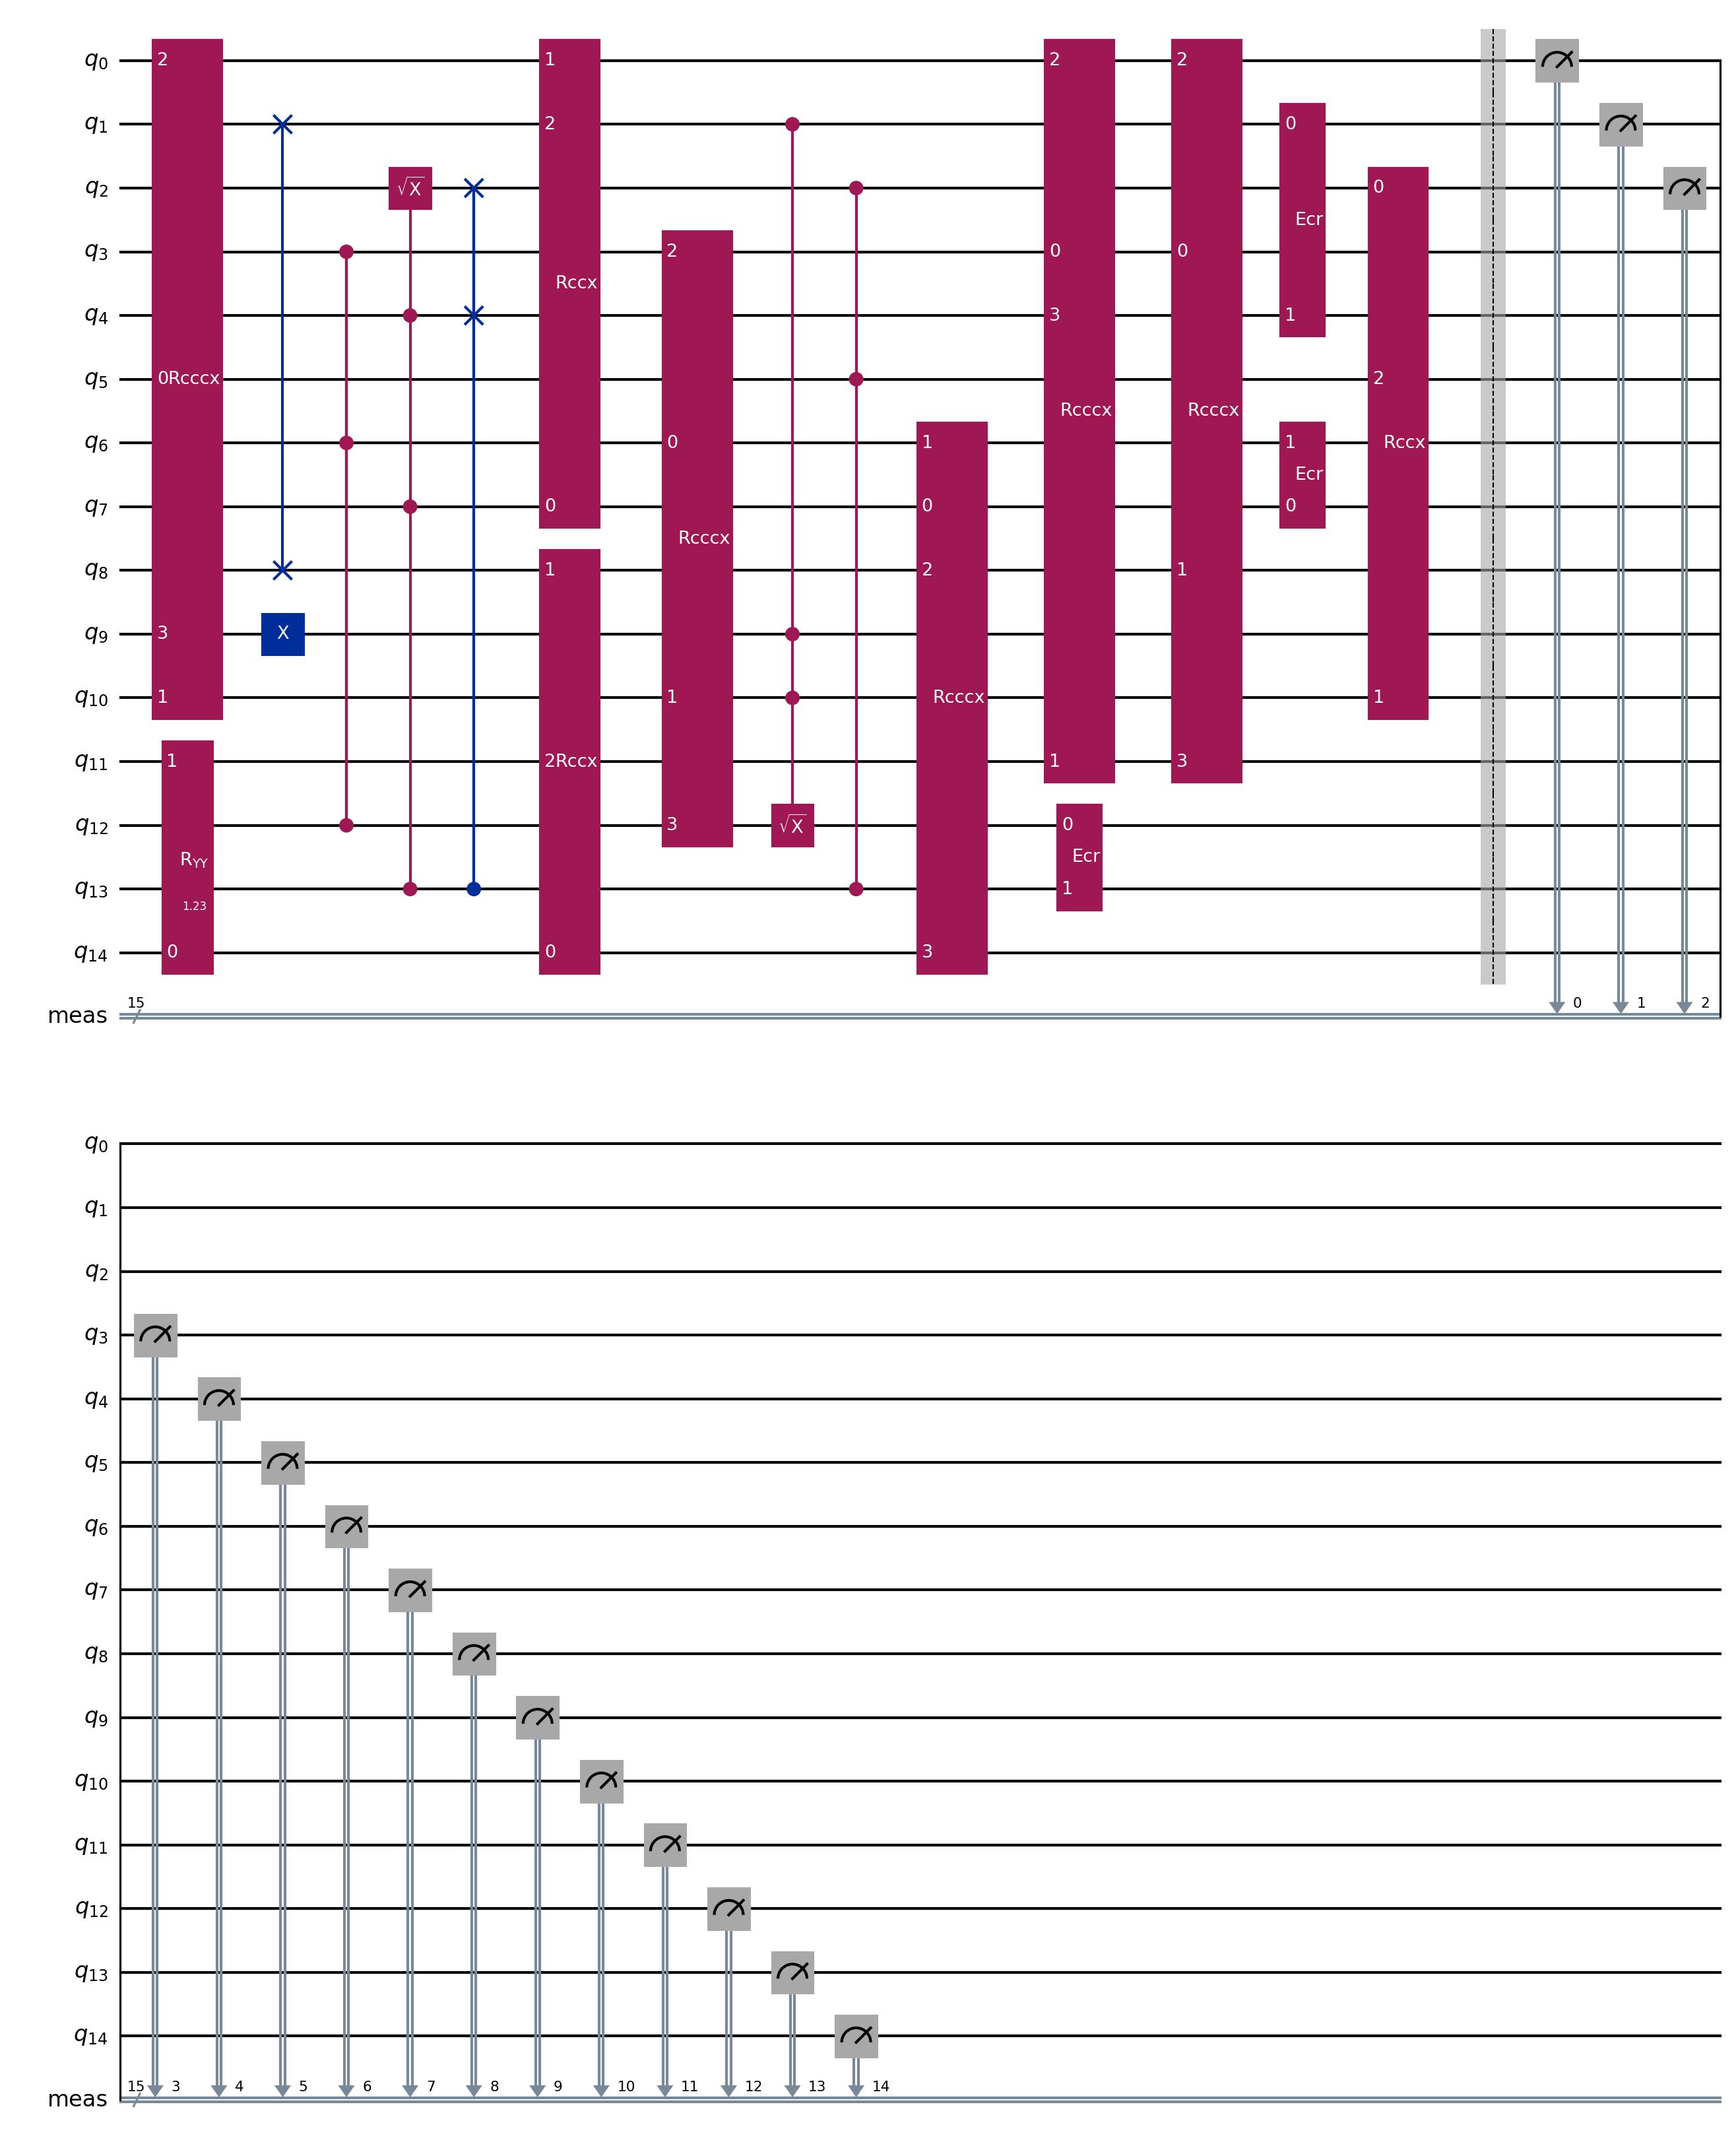 q0 2 1 2 2
q1 2 0
q2 √X 0
q3 2 0 0 Ecr
Rccx
q4 3 1
q5 0Rcccx 2
Rcccx Rcccx
q6 0 1 1 Rccx
Ecr
q7 0 0 0
Rcccx
q8 1 2 1
q9 3 X
q10 1 1 Rcccx 1
q11 1 2Rccx 1 3
q12 3 √X 0
RYY Ecr
q13 1
1.23
q14 0 0 3
15 0 1 2
meas
q0
q1
q2
q3
q4
q5
q6
q7
q8
q9
q10
q11
q12
q13
q14
15 3 4 5 6 7 8 9 10 11 12 13 14
meas